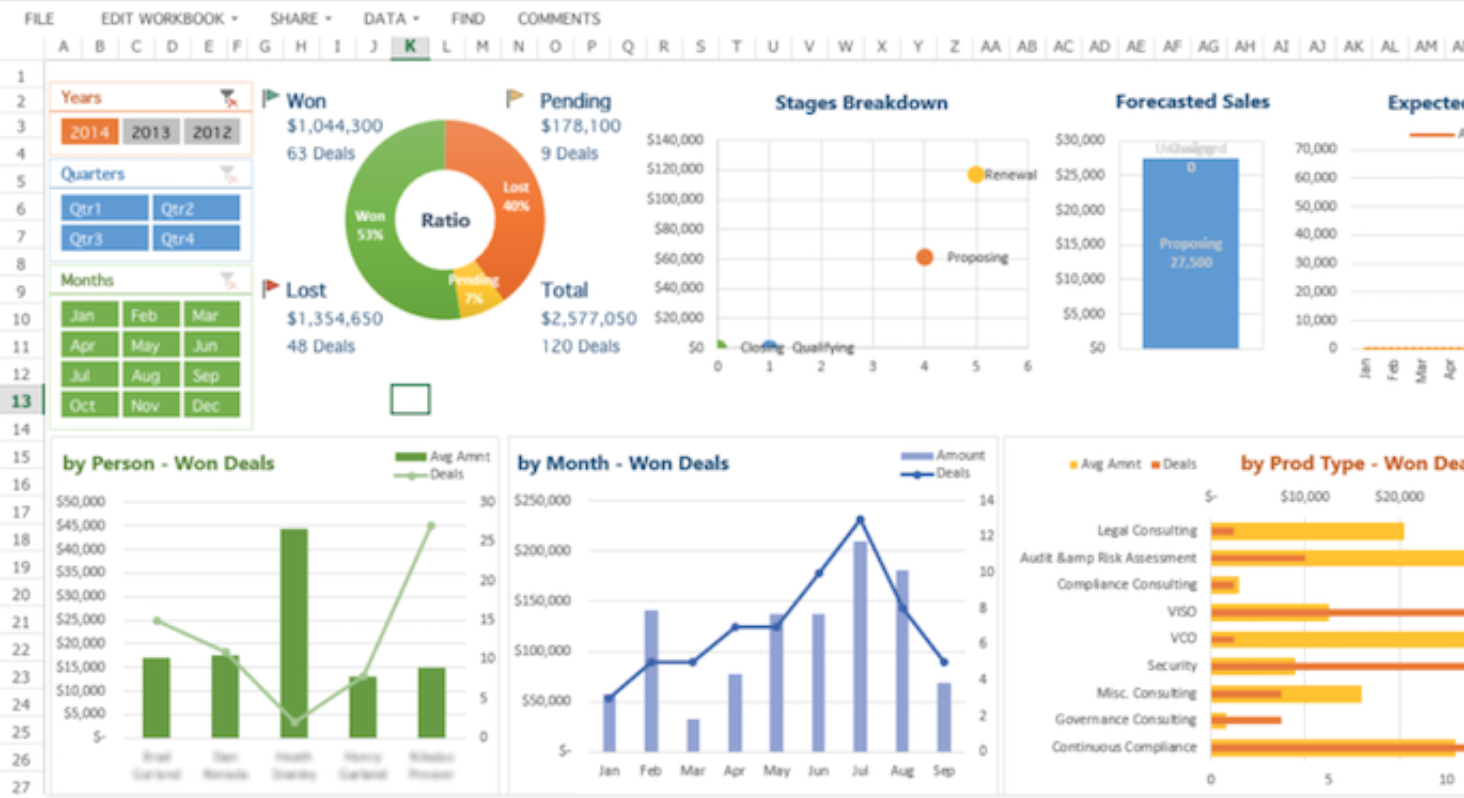 FILE EDIT WORKBOOK SHARE DATA FIND COMMENTS
A B C D E F G H I J K L M N O P Q R S T U V W X Y Z AA AB AC AD AE AF AG AH AI AJ AK AL AM
1
2
3
4
5
6
7
8
9
10
11
12
13
14
15
16
17
18
19
20
21
22
23
24
25
26
27
Years
2014 2013 2012
Quarters
Qtr1 Qtr2
Qtr3 Qtr4
Months
Jan Feb Mar
Apr May Jun
Jul Aug Sep
Oct Nov Dec
Won
$1,044,300
63 Deals
Pending
$178,100
9 Deals
Won
53%
Ratio
Lost
40%
Pending
7%
Lost
$1,354,650
48 Deals
Total
$2,577,050
120 Deals
Stages Breakdown
$140,000
$120,000
$100,000
$80,000
$60,000
$40,000
$20,000
$0
Renewal
Proposing
Closing Qualifying
0 1 2 3 4 5 6
Forecasted Sales
$30,000
$25,000
$20,000
$15,000
$10,000
$5,000
$0
0
Proposing
27,500
Expected
70,000
60,000
50,000
40,000
30,000
20,000
10,000
0
Jan Feb Mar Apr
by Person - Won Deals
Avg Amnt
Deals
$50,000
$45,000
$40,000
$35,000
$30,000
$25,000
$20,000
$15,000
$10,000
$5,000
$-
30
25
20
15
10
5
0
by Month - Won Deals
Amount
Deals
$250,000
$200,000
$150,000
$100,000
$50,000
$-
14
12
10
8
6
4
2
0
Jan Feb Mar Apr May Jun Jul Aug Sep
Avg Amnt Deals
by Prod Type - Won Dea
$- $10,000 $20,000
Legal Consulting
Audit &amp Risk Assessment
Compliance Consulting
VISO
VCO
Security
Misc. Consulting
Governance Consulting
Continuous Compliance
0 5 10